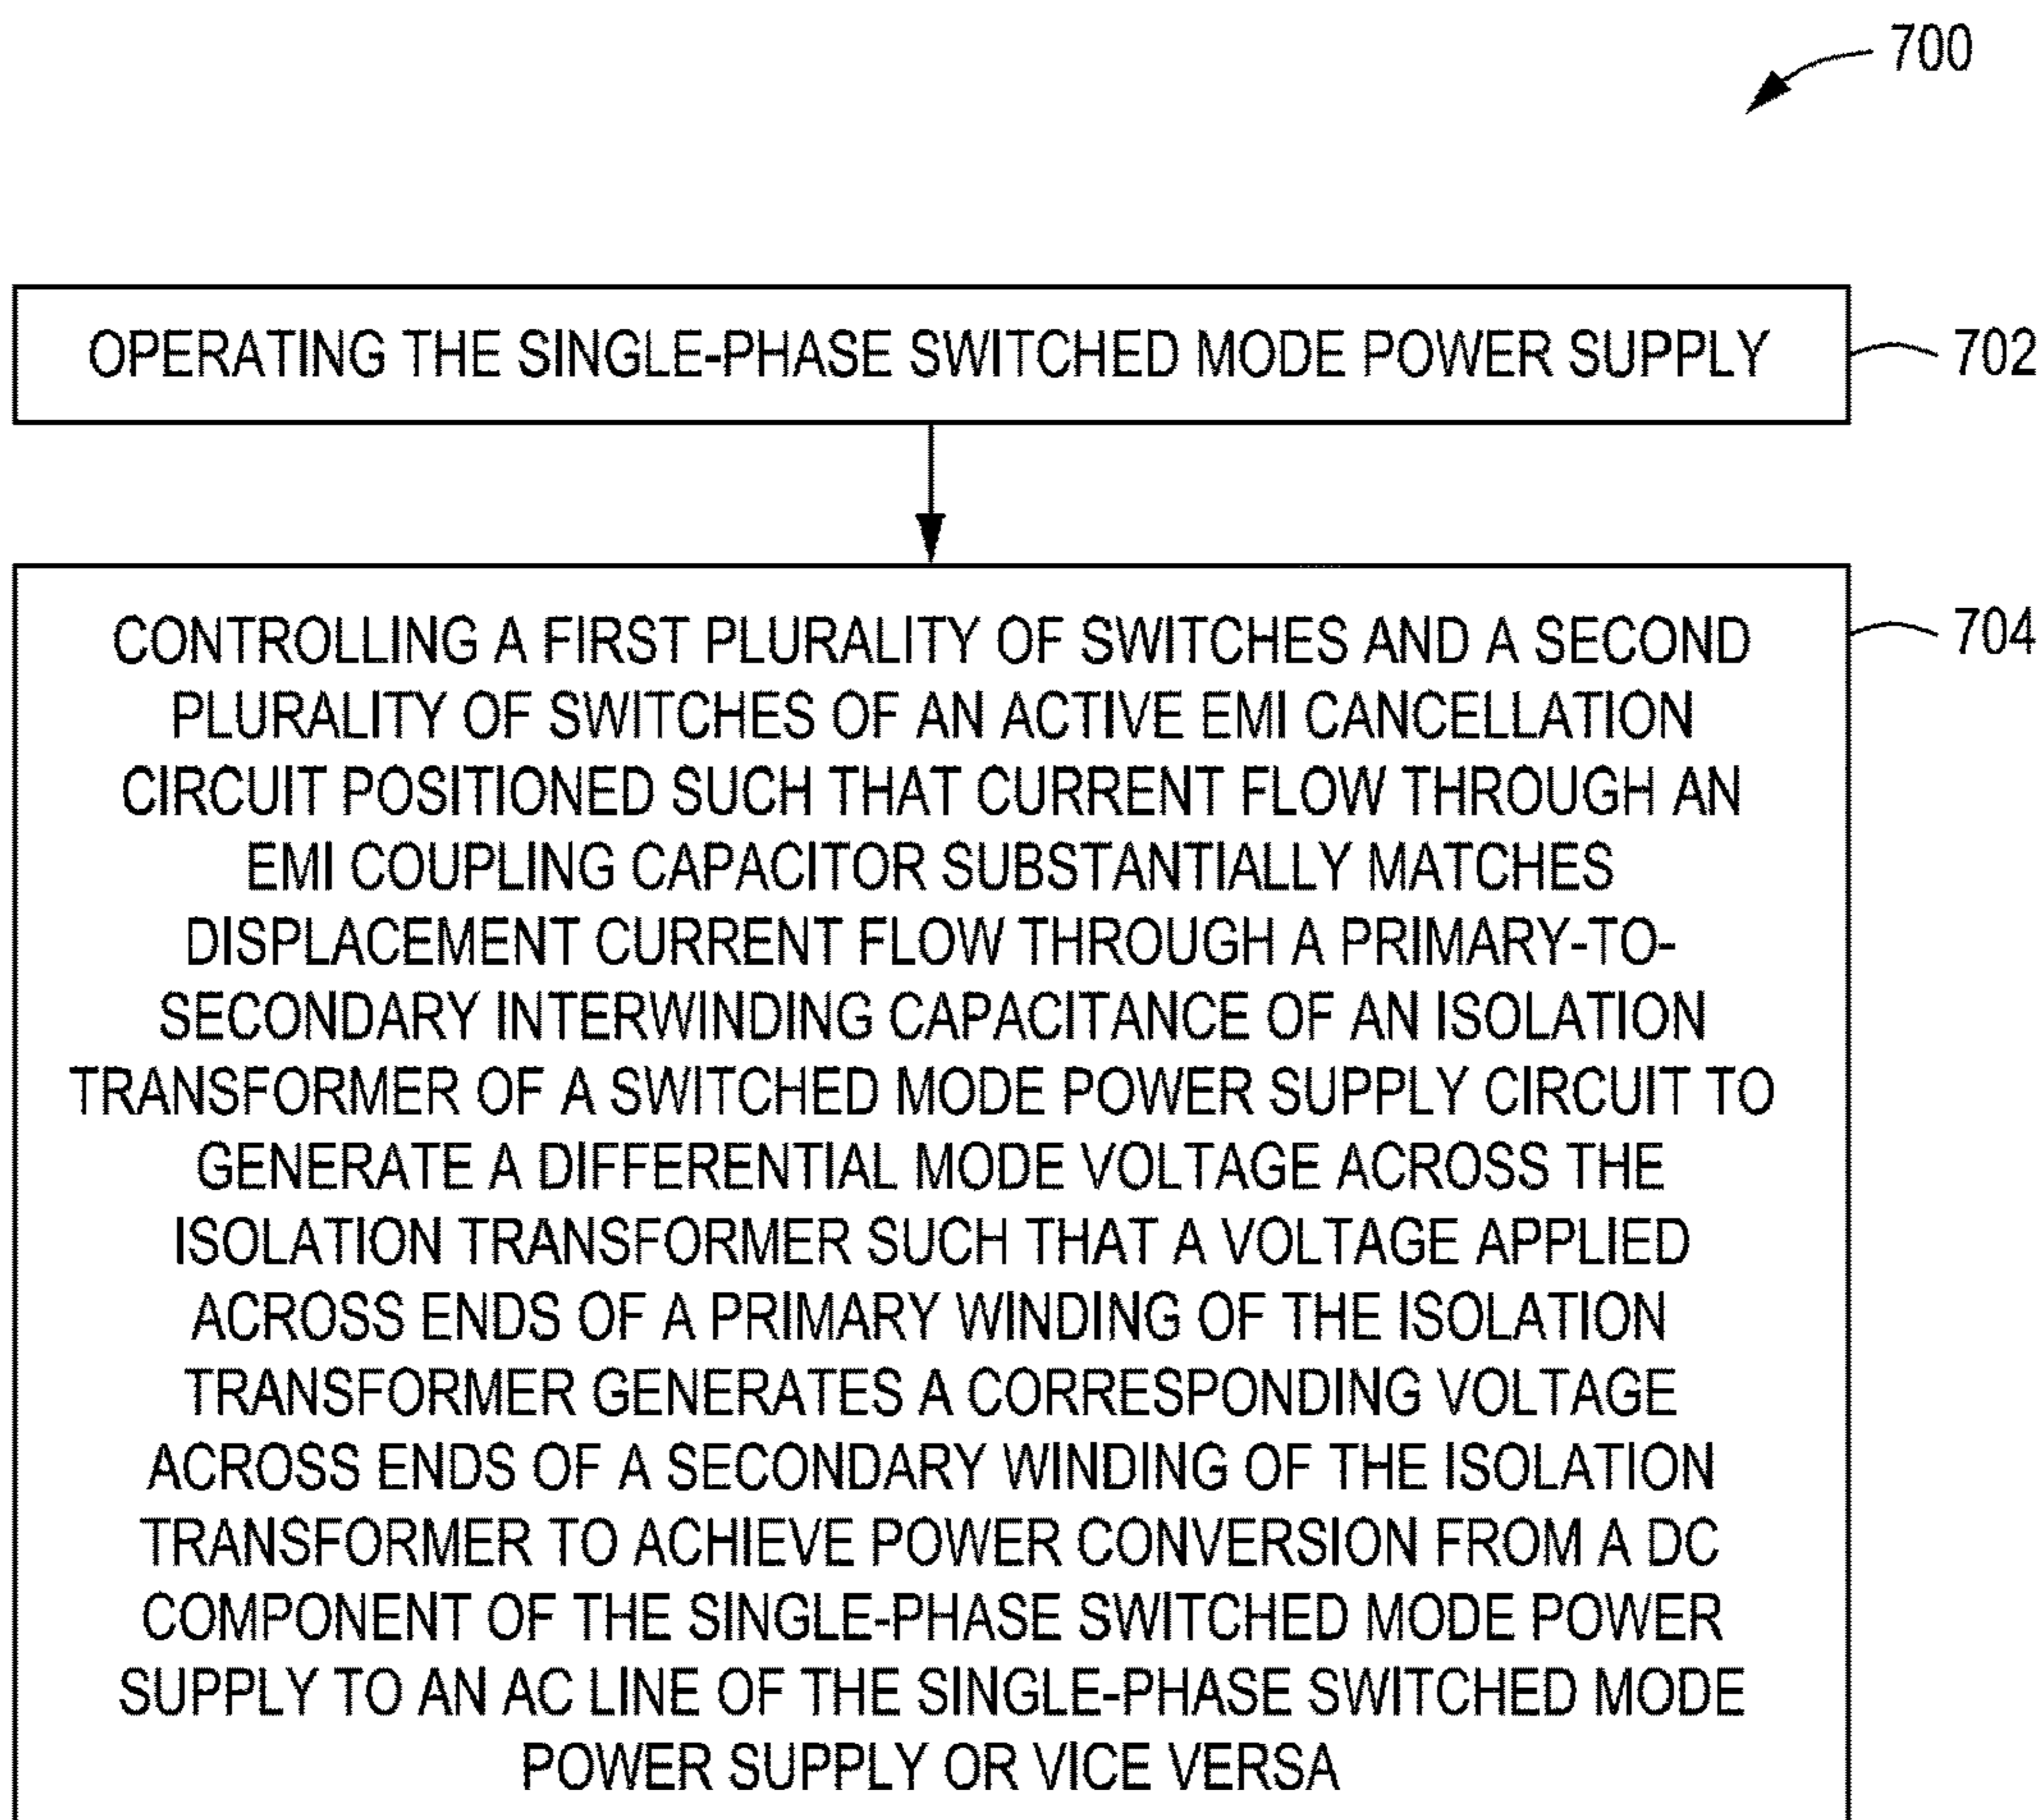 700
OPERATING THE SINGLE-PHASE SWITCHED MODE POWER SUPPLY
702
CONTROLLING A FIRST PLURALITY OF SWITCHES AND A SECOND
704
PLURALITY OF SWITCHES OF AN ACTIVE EMI CANCELLATION
CIRCUIT POSITIONED SUCH THAT CURRENT FLOW THROUGH AN
EMI COUPLING CAPACITOR SUBSTANTIALLY MATCHES
DISPLACEMENT CURRENT FLOW THROUGH A PRIMARY-TO-
SECONDARY INTERWINDING CAPACITANCE OF AN ISOLATION
TRANSFORMER OF A SWITCHED MODE POWER SUPPLY CIRCUIT TO
GENERATE A DIFFERENTIAL MODE VOLTAGE ACROSS THE
ISOLATION TRANSFORMER SUCH THAT A VOLTAGE APPLIED
ACROSS ENDS OF A PRIMARY WINDING OF THE ISOLATION
TRANSFORMER GENERATES A CORRESPONDING VOLTAGE
ACROSS ENDS OF A SECONDARY WINDING OF THE ISOLATION
TRANSFORMER TO ACHIEVE POWER CONVERSION FROM A DC
COMPONENT OF THE SINGLE-PHASE SWITCHED MODE POWER
SUPPLY TO AN AC LINE OF THE SINGLE-PHASE SWITCHED MODE
POWER SUPPLY OR VICE VERSA